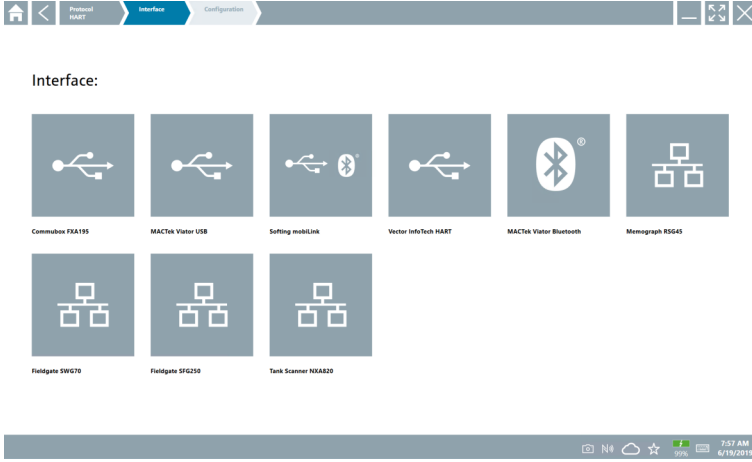 Protocol
HART
Interface
Configuration
Interface:
Commubox FXA195
MACTek Viator USB
Softing mobiLink
Vector InfoTech HART
MACTek Viator Bluetooth
Memograph RSG45
Fieldgate SWG70
Fieldgate SFG250
Tank Scanner NXA820
99%
7:57 AM
6/19/2019